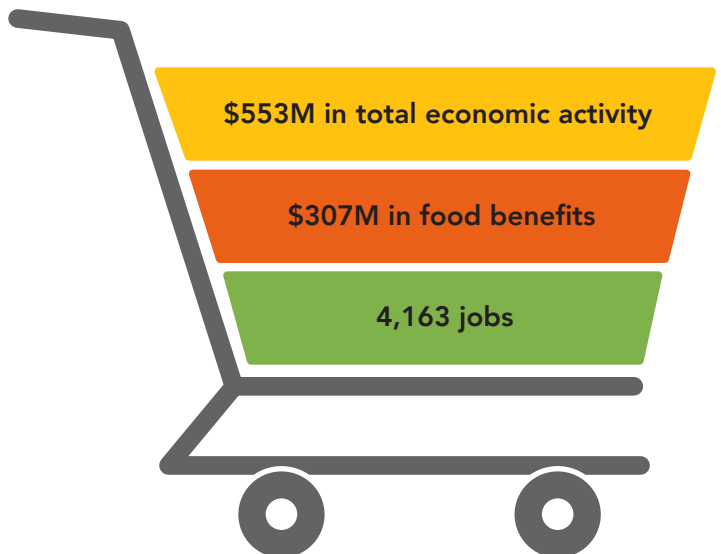 $553M in total economic activity
$307M in food benefits
4,163 jobs